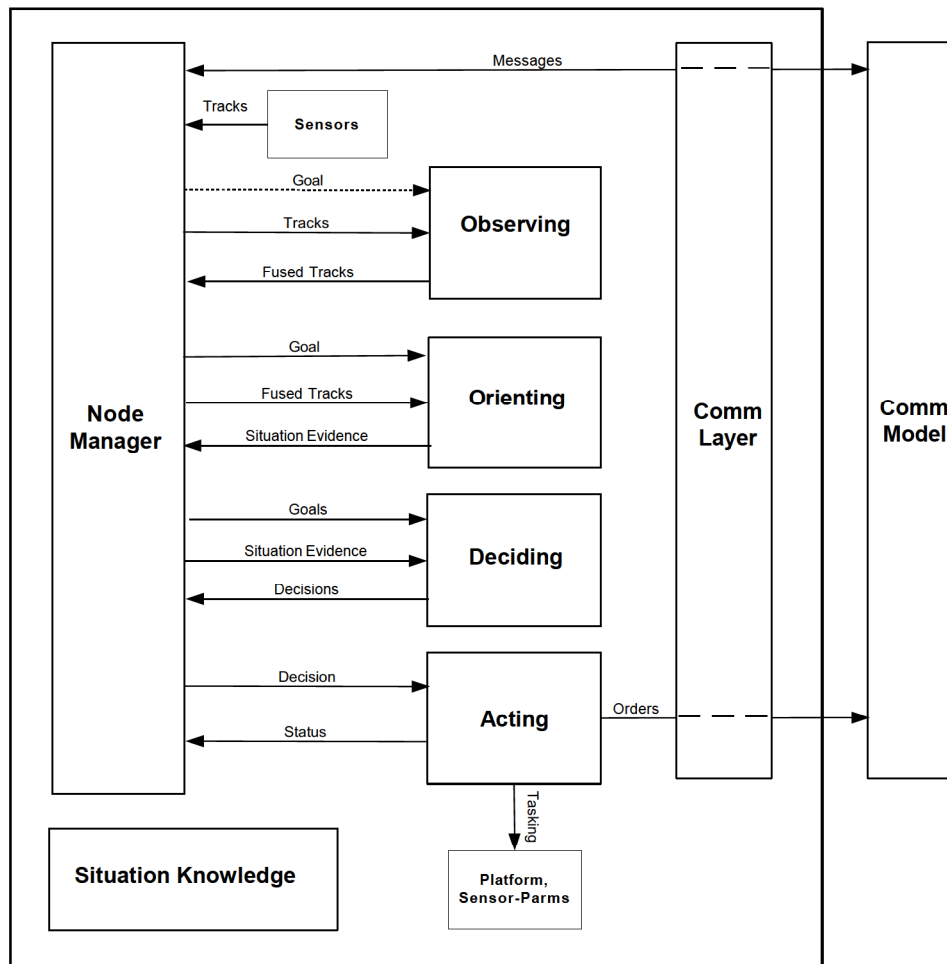 Messages
Tracks
Sensors
Goal
Observing
Tracks
Fused Tracks
Goal
Orienting
Fused Tracks
Situation Evidence
Node
Manager
Comm
Layer
Comm
Model
Goals
Deciding
Situation Evidence
Decisions
Decision
Acting
Orders
Status
Tasking
Situation Knowledge
Platform,
Sensor-Parms